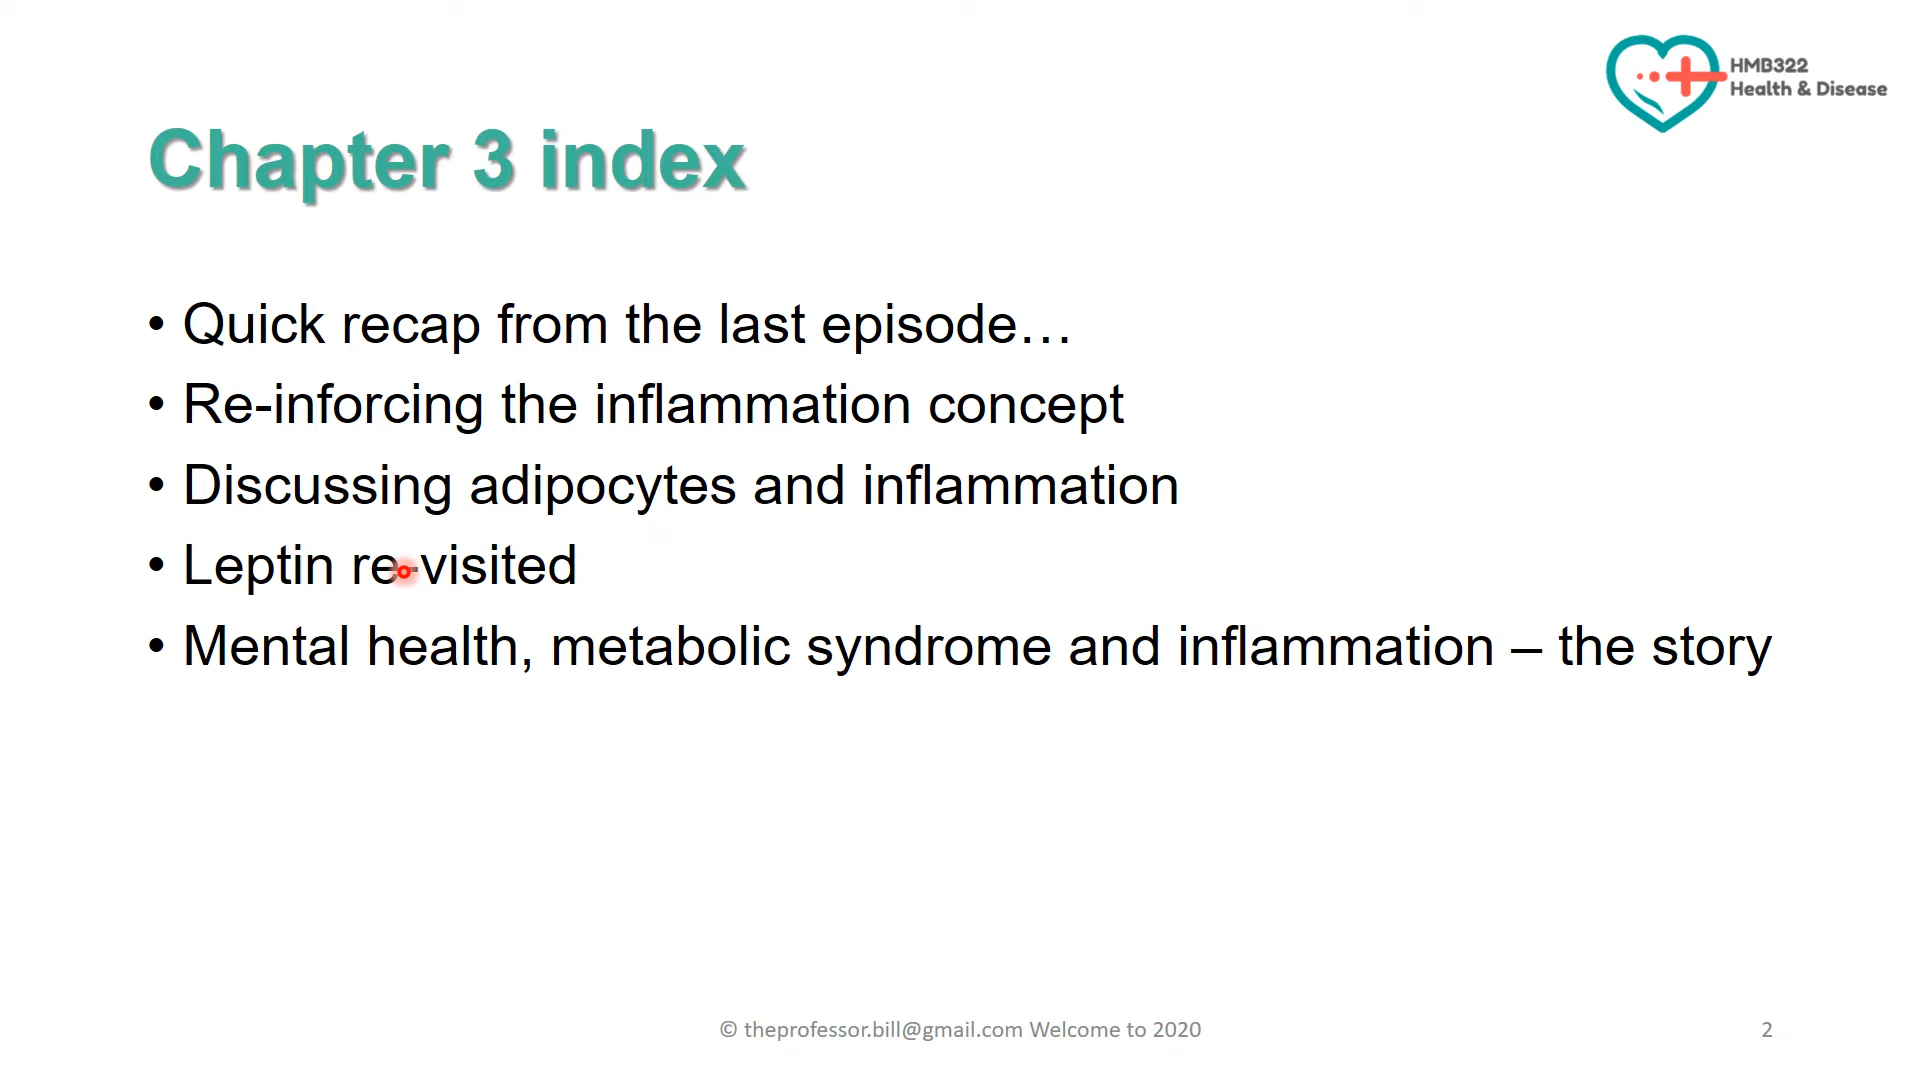 HMB322
Health & Disease
Chapter 3 index
• Quick recap from the last episode…
• Re-inforcing the inflammation concept
• Discussing adipocytes and inflammation
• Leptin re-visited
• Mental health, metabolic syndrome and inflammation – the story
© theprofessor.bill@gmail.com Welcome to 2020
2